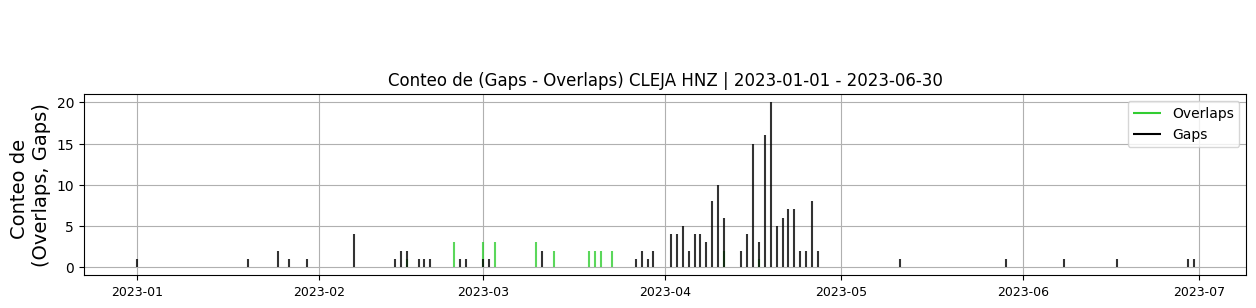 Conteo de (Gaps - Overlaps) CLEJA HNZ | 2023-01-01 - 2023-06-30
Conteo de
(Overlaps, Gaps)
20
15
10
5
0
Overlaps
Gaps
2023-01
2023-02
2023-03
2023-04
2023-05
2023-06
2023-07